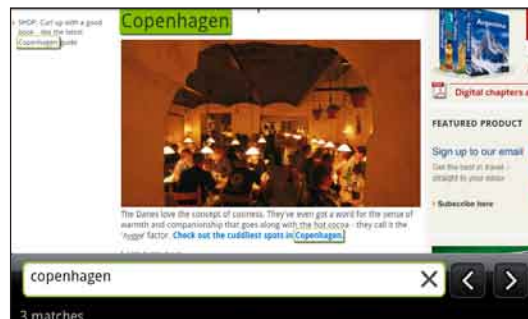 Copenhagen
SHOP: Curl up with a good
book - like the latest
Copenhagen guide
The Danes love the concept of cosiness. They've even got a word for the sense of
warmth and companionship that goes along with the hot cocoa - they call it the
'hygge' factor. Check out the cuddliest spots in Copenhagen.
Digital chapters
FEATURED PRODUCT
Sign up to our email
Get the best in travel -
straight to your inbox
Subscribe here
copenhagen
3 matches